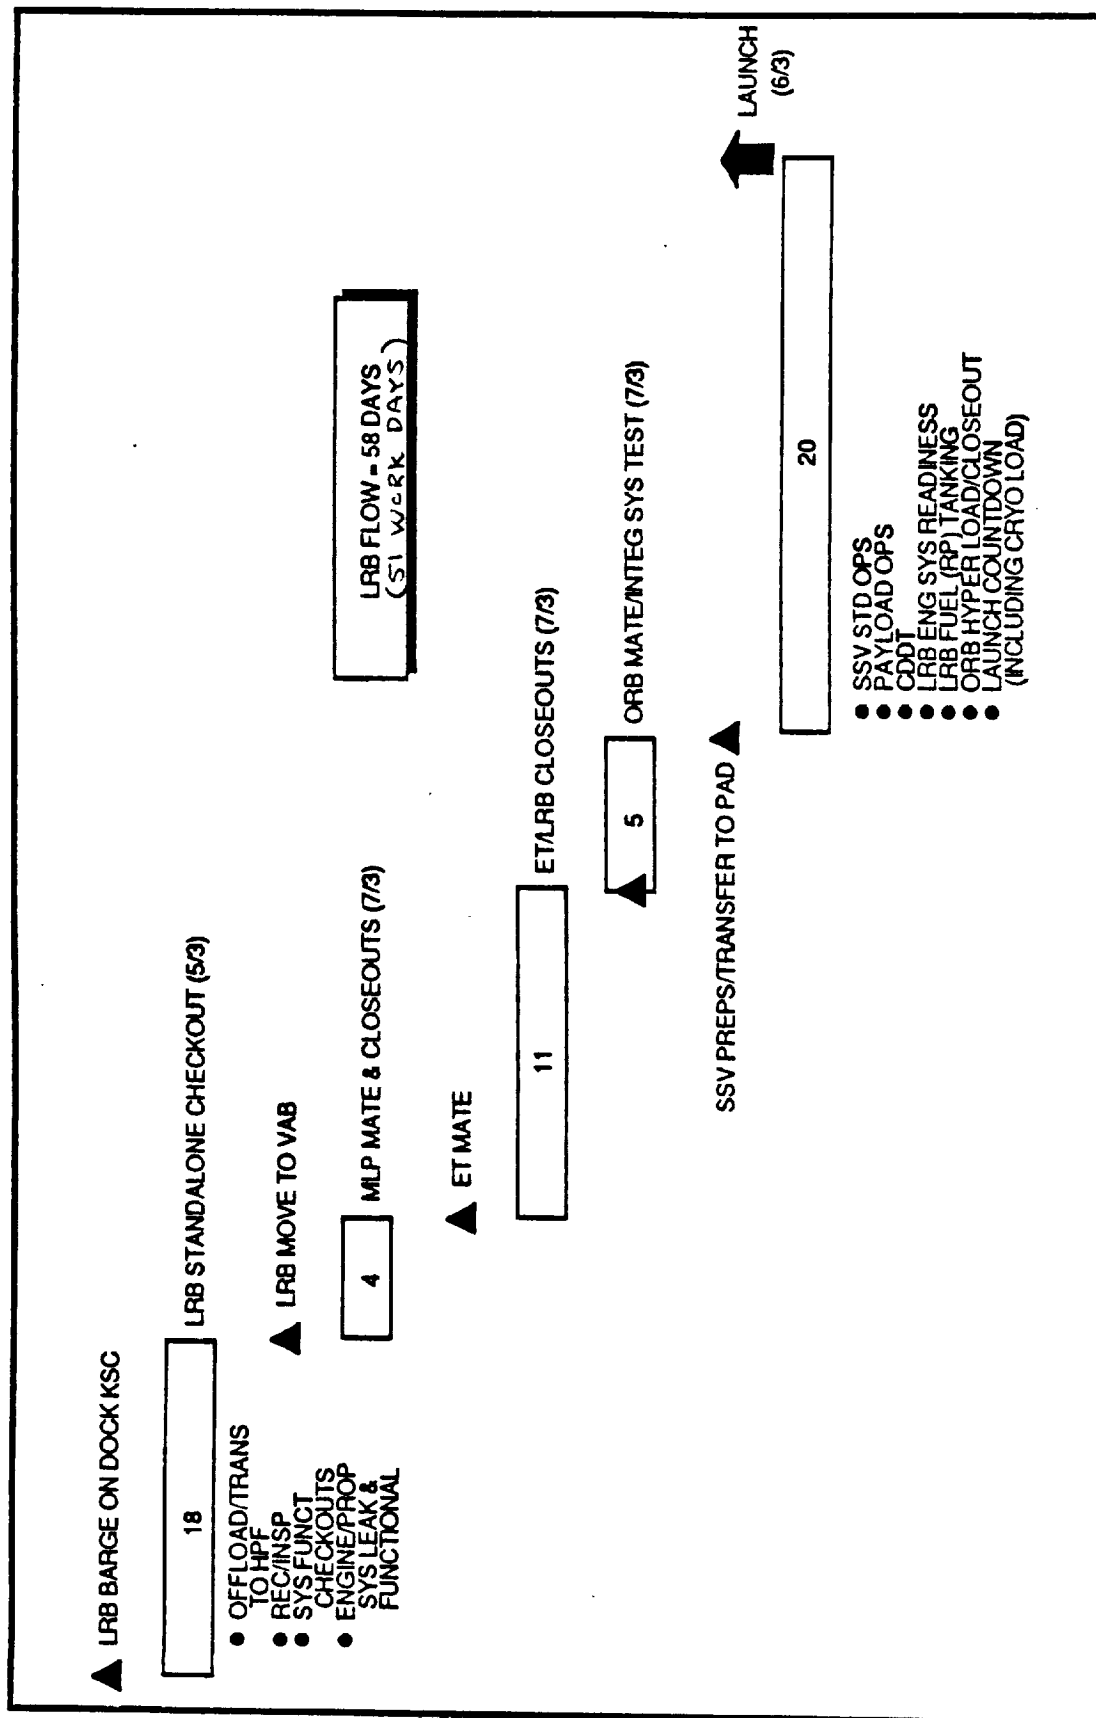 LRB BARGE ON DOCK KSC
18
LRB STANDALONE CHECKOUT (5/3)
● OFFLOAD/TRANS
TO HPF
● REC/INSP
● SYS FUNCT
CHECKOUTS
● ENGINE/PROP
SYS LEAK &
FUNCTIONAL
LRB MOVE TO VAB
4
MLP MATE & CLOSEOUTS (7/3)
LRB FLOW - 58 DAYS
(51 WORK DAYS)
ET MATE
11
ET/LRB CLOSEOUTS (7/3)
5
ORB MATE/INTEG SYS TEST (7/3)
SSV PREPS/TRANSFER TO PAD
LAUNCH
(6/3)
20
● SSV STD OPS
● PAYLOAD OPS
● CDDT
● LRB ENG SYS READINESS
● LRB FUEL (RP) TANKING
● ORB HYPER LOAD/CLOSEOUT
● LAUNCH COUNTDOWN
(INCLUDING CRYO LOAD)